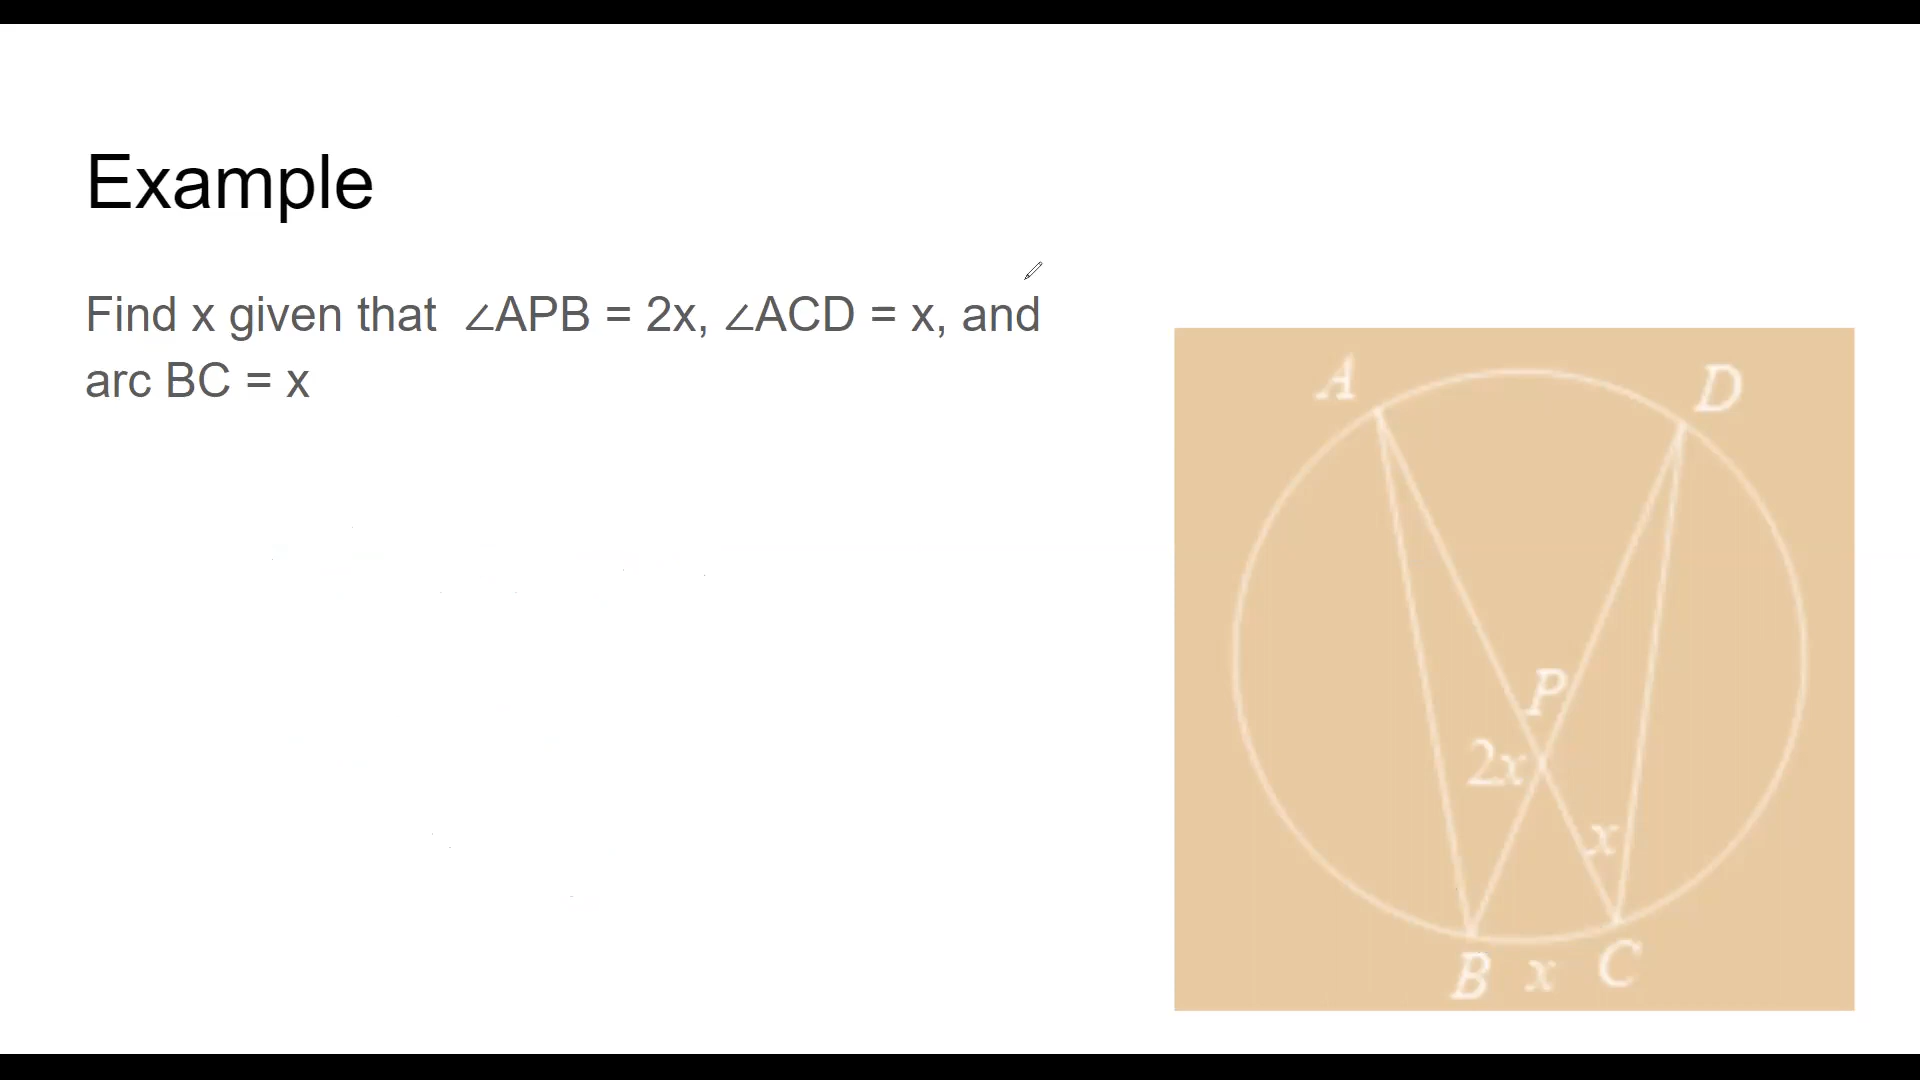 Example
Find x given that ∠APB = 2x, ∠ACD = x, and
arc BC = x
A
D
P
2x
x
B x C